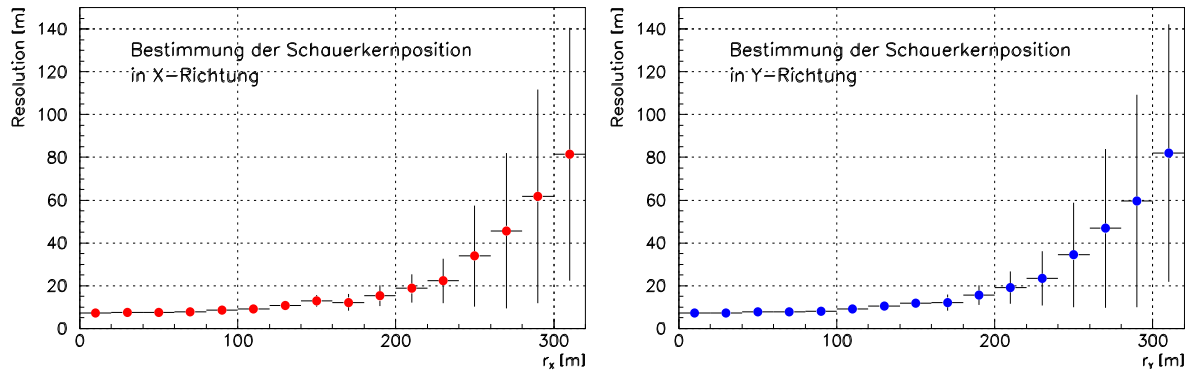 Resolution [m]
140
120
100
80
60
40
20
0
Bestimmung der Schauerkernposition
in X-Richtung
0 100 200 300
r_X [m]
Resolution [m]
140
120
100
80
60
40
20
0
Bestimmung der Schauerkernposition
in Y-Richtung
0 100 200 300
r_Y [m]